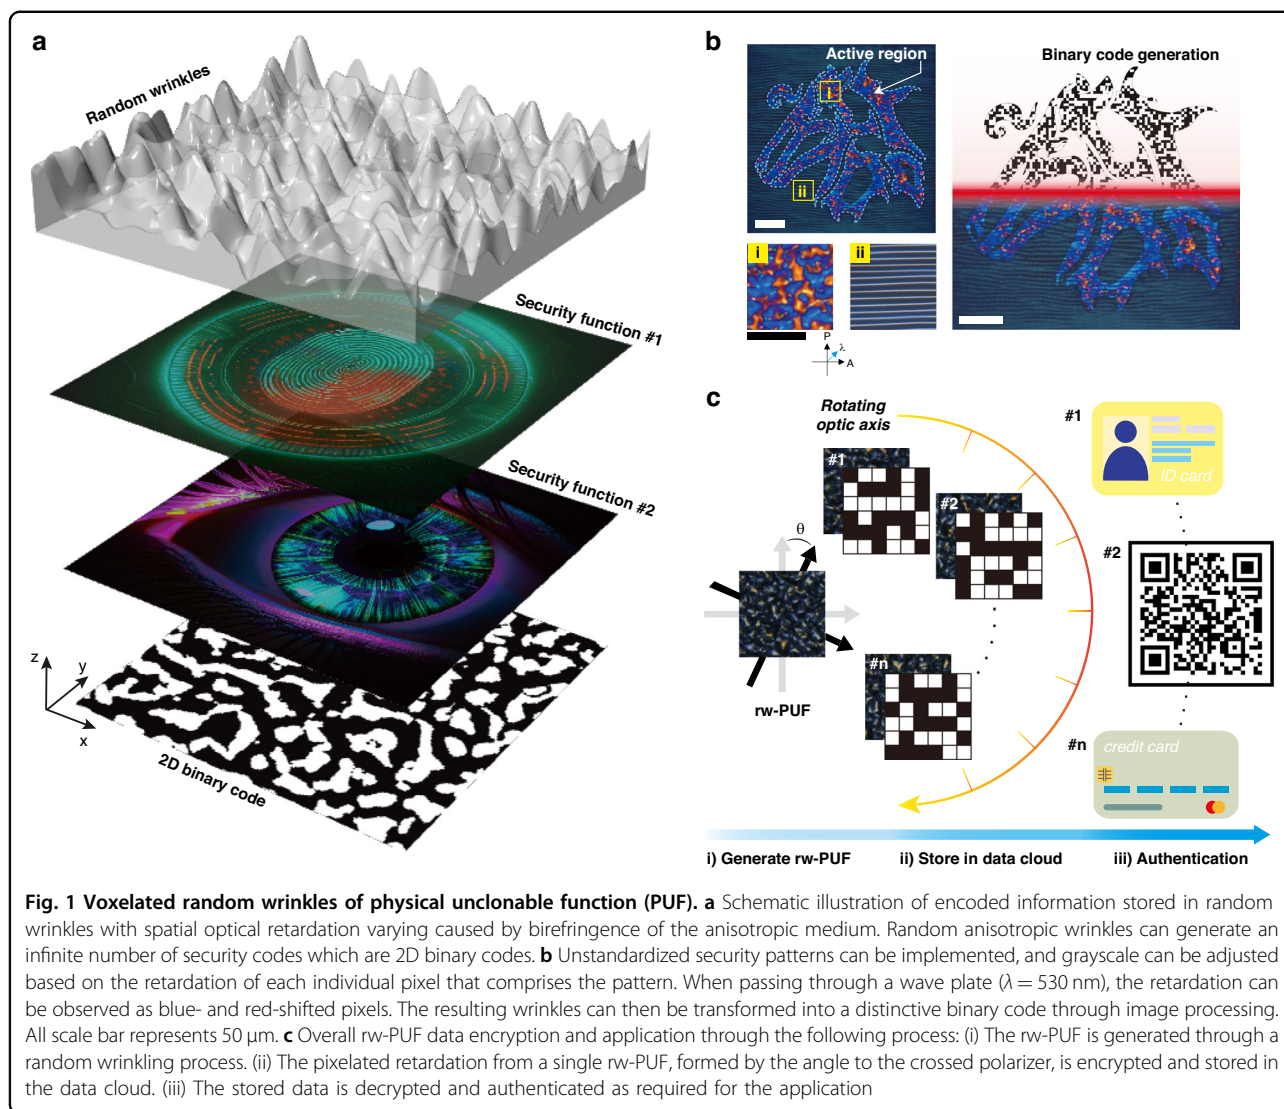 a
Random wrinkles
Security function #1
Security function #2
2D binary code
z
y
x
b
Active region
i
ii
i
ii
P
λ
A
Binary code generation
c
Rotating
optic axis
#1
#2
θ
#n
rw-PUF
#1
ID card
#2
#n
credit card
i) Generate rw-PUF
ii) Store in data cloud
iii) Authentication
Fig. 1 Voxelated random wrinkles of physical unclonable function (PUF). a Schematic illustration of encoded information stored in random
wrinkles with spatial optical retardation varying caused by birefringence of the anisotropic medium. Random anisotropic wrinkles can generate an
infinite number of security codes which are 2D binary codes. b Unstandardized security patterns can be implemented, and grayscale can be adjusted
based on the retardation of each individual pixel that comprises the pattern. When passing through a wave plate (λ = 530 nm), the retardation can
be observed as blue- and red-shifted pixels. The resulting wrinkles can then be transformed into a distinctive binary code through image processing.
All scale bar represents 50 μm. c Overall rw-PUF data encryption and application through the following process: (i) The rw-PUF is generated through a
random wrinkling process. (ii) The pixelated retardation from a single rw-PUF, formed by the angle to the crossed polarizer, is encrypted and stored in
the data cloud. (iii) The stored data is decrypted and authenticated as required for the application